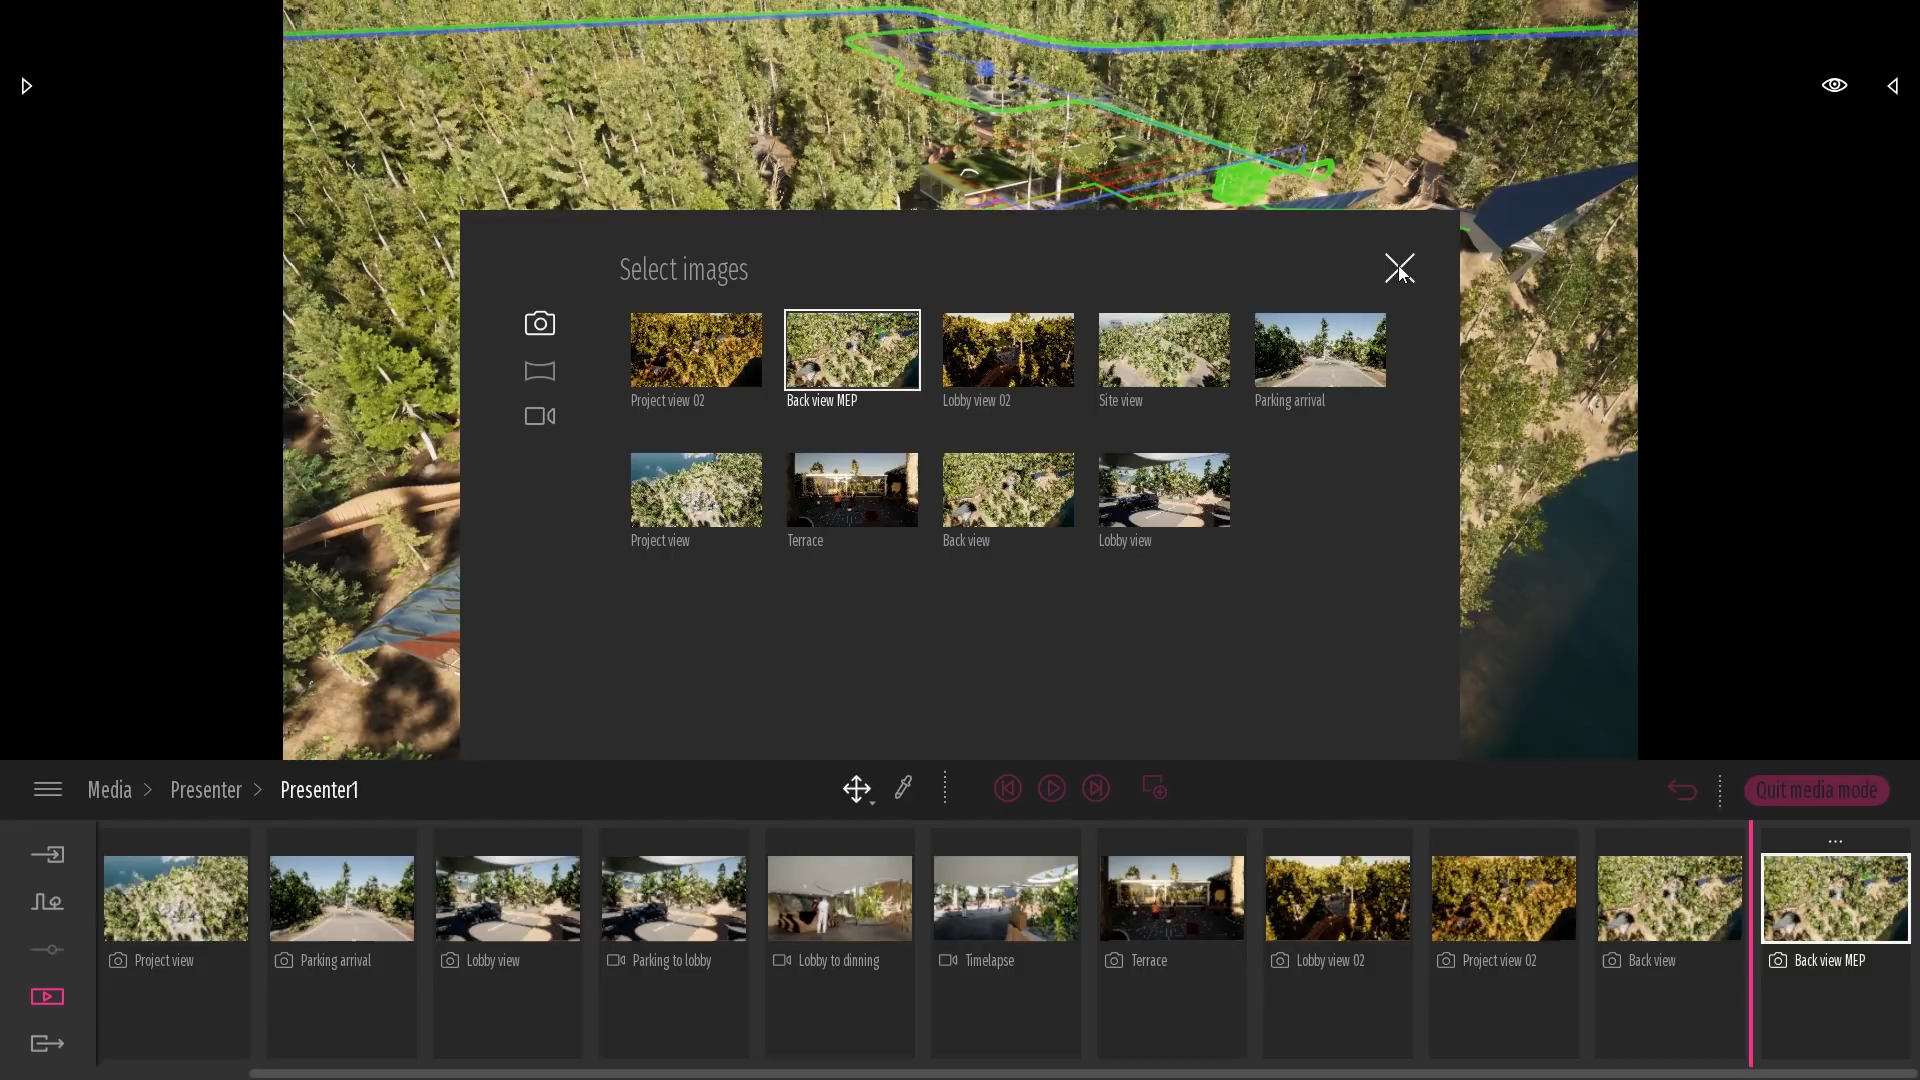 Select images
Project view 02
Back view MEP
Lobby view 02
Site view
Parking arrival
Project view
Terrace
Back view
Lobby view
Media > Presenter > Presenter1
Quit media mode
...
Project view
Parking arrival
Lobby view
Parking to lobby
Lobby to dinning
Timelapse
Terrace
Lobby view 02
Project view 02
Back view
Back view MEP